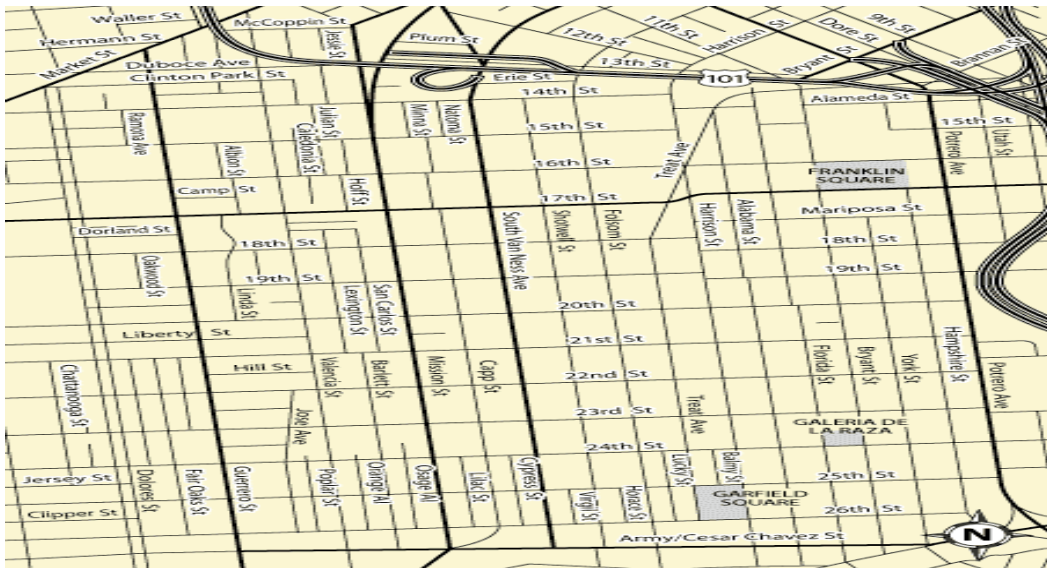 Waller St
McCoppin St
Hermann St
Market St
Jessie St
Plum St
12th St
11th St
Harrison St
Dore St
9th St
Brannan St
Bryant St
13th St
Duboce Ave
Clinton Park St
Erie St
14th St
101
Alameda St
Ramona Ave
Julian St
Caledonia St
Minna St
Natoma St
15th St
15th St
Potrero Ave
Utah St
Albion St
16th St
Treat Ave
FRANKLIN
SQUARE
Camp St
Hoff St
17th St
Mariposa St
Dorland St
South Van Ness Ave
Shotwell St
Folsom St
Harrison St
Alabama St
18th St
18th St
Oakwood St
19th St
19th St
Linda St
Lexington St
San Carlos St
20th St
Liberty St
21st St
Hampshire St
Chattanooga St
Hill St
Valencia St
Barlett St
Mission St
Capp St
22nd St
Florida St
Bryant St
York St
Potrero Ave
Jose Ave
23rd St
Treat Ave
GALERIA DE
LA RAZA
24th St
Jersey St
Dolores St
Fair Oaks St
Guerrero St
Poplar St
Orange Al
Osage Al
Lilac St
Cypress St
Lucky St
Balmy St
25th St
Clipper St
Virgil St
Horace St
GARFIELD
SQUARE
26th St
Army/Cesar Chavez St
N